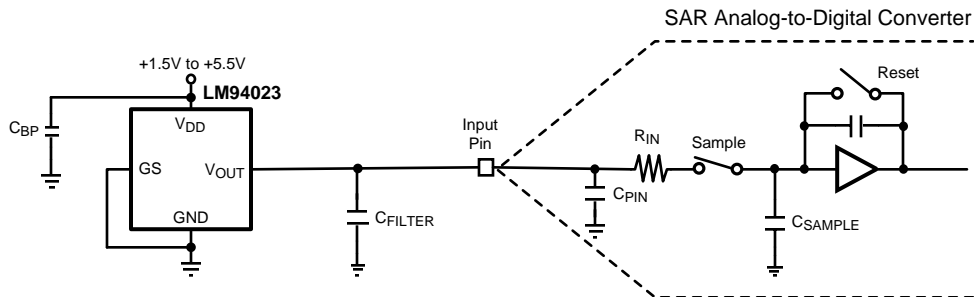 SAR Analog-to-Digital Converter
+1.5V to +5.5V
LM94023
Reset
CBP
VDD
Input
Pin
RIN
Sample
GS
VOUT
CPIN
GND
CFILTER
CSAMPLE